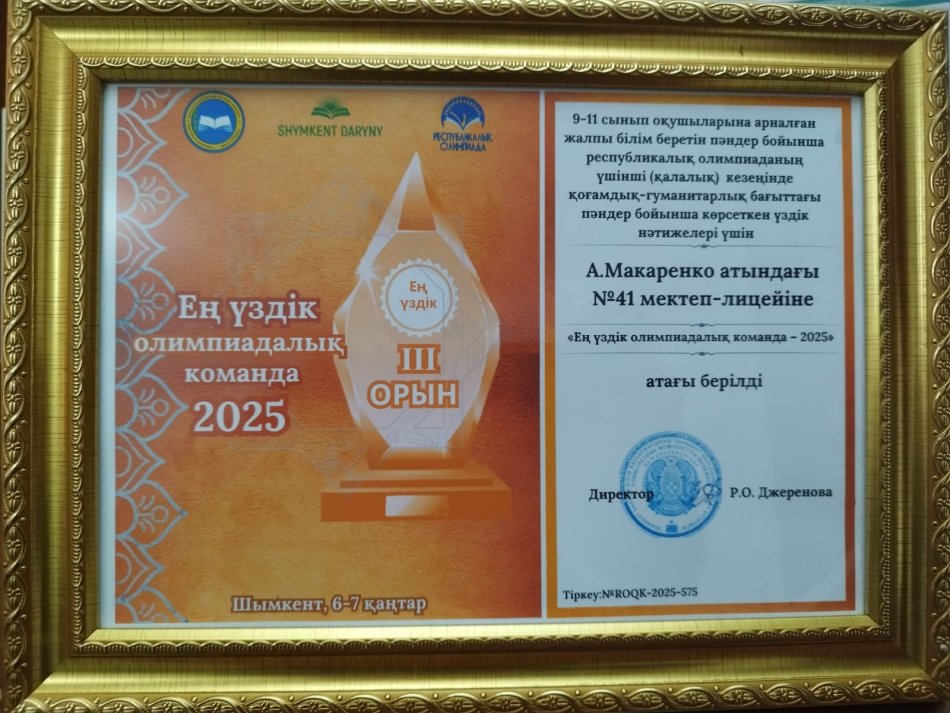 SHYMKENT DARYNY
РЕСПУБЛИКАЛЫҚ
ОЛИМПИАДА
Ең
үздік
III
ОРЫН
Ең үздік
олимпиадалық
команда
2025
Шымкент, 6-7 қаңтар
9-11 сынып оқушыларына арналған
жалпы білім беретін пәндер бойынша
республикалық олимпиаданың
үшінші (қалалық) кезеңінде
қоғамдық-гуманитарлық бағыттағы
пәндер бойынша көрсеткен үздік
нәтижелері үшін
А.Макаренко атындағы
№41 мектеп-лицейіне
«Ең үздік олимпиадалық команда – 2025»
атағы берілді
Директор
Р.О. Джеренова
Тіркеу:№ROQK-2025-575